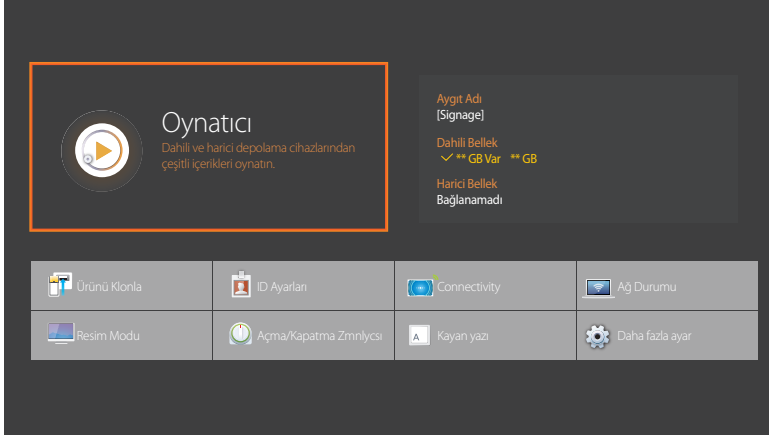 Oynatıcı
Dahili ve harici depolama cihazlarından
çeşitli içerikleri oynatın.
Aygıt Adı
[Signage]
Dahili Bellek
** GB Var ** GB
Harici Bellek
Bağlanamadı
Ürünü Klonla
ID Ayarları
Connectivity
Ağ Durumu
Resim Modu
Açma/Kapatma Zmnlycsı
A
Kayan yazı
Daha fazla ayar